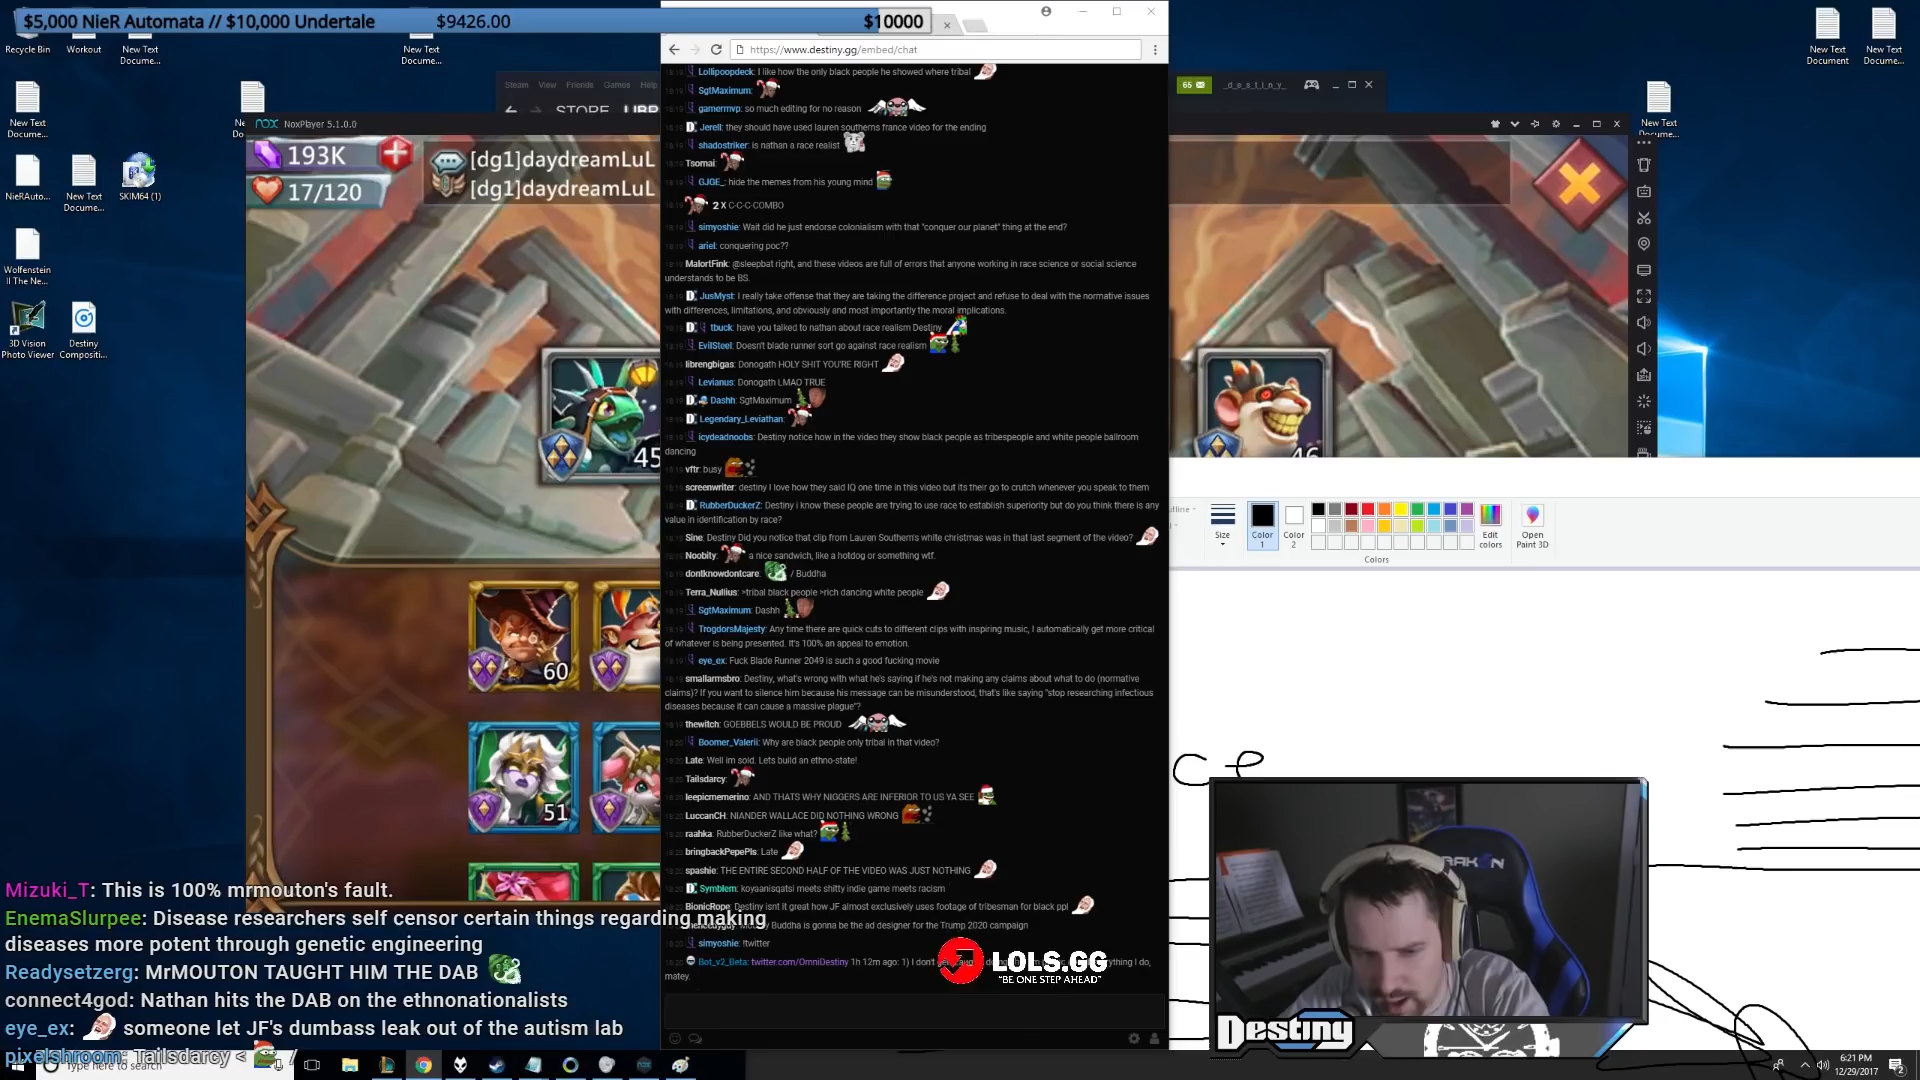 $5,000 NieR Automata // $10,000 Undertale $9426.00 $10000
Recycle Bin
Workout
New Text
Docume...
New Text
Docume...
New Text
Document
New Text
Docume...
https://www.destiny.gg/embed/chat
Steam View Friends Games Help
STORE
65
_d_e_s_t_i_n_y_
NoxPlayer 5.1.0.0
193K
17/120
[dg1]daydreamLuL
[dg1]daydreamLuL
New Text
Docume...
New Text
Docume...
NieRAuto...
New Text
Docume...
SKIM64 (1)
Wolfenstein
II The Ne...
3D Vision
Photo Viewer
Destiny
Compositi...
45
46
60
51
Lollipoopdeck: I like how the only black people he showed where tribal
SgtMaximum:
gamermvp: so much editing for no reason
Jerell: they should have used lauren southerns france video for the ending
shadostriker: is nathan a race realist
Tsomai:
GJGE_: hide the memes from his young mind
2 X C-C-C-COMBO
simyoshie: Wait did he just endorse colonialism with that "conquer our planet" thing at the end?
ariel: conquering poc??
MalortFink: @sleepbat right, and these videos are full of errors that anyone working in race science or social science
understands to be BS.
JusMyst: I really take offense that they are taking the difference project and refuse to deal with the normative issues
with differences, limitations, and obviously and most importantly the moral implications.
tbuck: have you talked to nathan about race realism Destiny
EvilSteel: Doesn't blade runner sort go against race realism
librengbigas: Donogath HOLY SHIT YOU'RE RIGHT
Levianus: Donogath LMAO TRUE
Dashh: SgtMaximum
Legendary_Leviathan:
icydeadnoobs: Destiny notice how in the video they show black people as tribespeople and white people ballroom
dancing
vftr: busy
screenwriter: destiny I love how they said IQ one time in this video but its their go to crutch whenever you speak to them
RubberDuckerZ: Destiny i know these people are trying to use race to establish superiority but do you think there is any
value in identification by race?
Sine: Destiny Did you notice that clip from Lauren Southern's white christmas was in that last segment of the video?
Noobity: a nice sandwich, like a hotdog or something wtf.
dontknowdontcare: / Buddha
Terra_Nullius: >tribal black people >rich dancing white people
SgtMaximum: Dashh
TrogdorsMajesty: Any time there are quick cuts to different clips with inspiring music, I automatically get more critical
of whatever is being presented. It's 100% an appeal to emotion.
eye_ex: Fuck Blade Runner 2049 is such a good fucking movie
smallarmsbro: Destiny, what's wrong with what he's saying if he's not making any claims about what to do (normative
claims)? If you want to silence him because his message can be misunderstood, that's like saying "stop researching infectious
diseases because it can cause a massive plague"?
thewitch: GOEBBELS WOULD BE PROUD
Boomer_Valerii: Why are black people only tribal in that video?
Late: Well im sold. Lets build an ethno-state!
Tailsdarcy:
leepicmemerino: AND THATS WHY NIGGERS ARE INFERIOR TO US YA SEE
LuccanCH: NIANDER WALLACE DID NOTHING WRONG
raahka: RubberDuckerZ like what?
bringbackPepePls: Late
spashie: THE ENTIRE SECOND HALF OF THE VIDEO WAS JUST NOTHING
Symblem: koyaanisqatsi meets shitty indie game meets racism
BionicRope: Destiny isnt it great how JF almost exclusively uses footage of tribesman for black ppl
Buddha is gonna be the ad designer for the Trump 2020 campaign
simyoshie: !twitter
Bot_v2_Beta: twitter.com/OmniDestiny 1h 12m ago: 1) I don't
matey.
LOLS.GG
"BE ONE STEP AHEAD"
Size
Color
1
Color
2
Edit
colors
Open
Paint 3D
Colors
ce
Mizuki_T: This is 100% mrmouton's fault.
EnemaSlurpee: Disease researchers self censor certain things regarding making
diseases more potent through genetic engineering
Readysetzerg: MrMOUTON TAUGHT HIM THE DAB
connect4god: Nathan hits the DAB on the ethnonationalists
eye_ex: someone let JF's dumbass leak out of the autism lab
pixelshroom: Tailsdarcy < /
Type here to search
Destiny
6:21 PM
12/29/2017